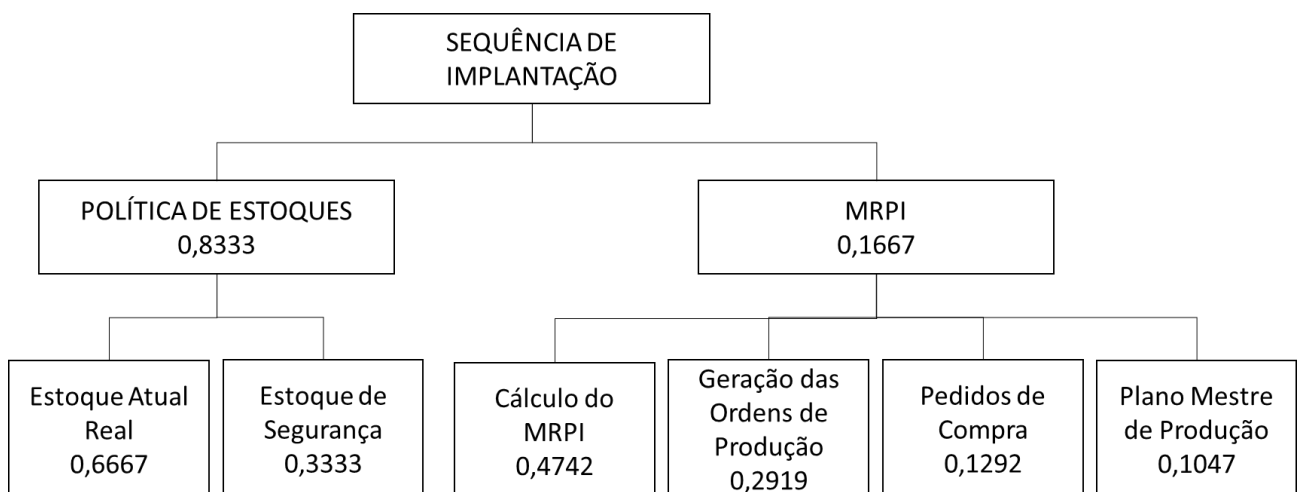 SEQUÊNCIA DE
IMPLANTAÇÃO
POLÍTICA DE ESTOQUES
0,8333
MRPI
0,1667
Estoque Atual
Real
0,6667
Estoque de
Segurança
0,3333
Cálculo do
MRPI
0,4742
Geração das
Ordens de
Produção
0,2919
Pedidos de
Compra
0,1292
Plano Mestre
de Produção
0,1047